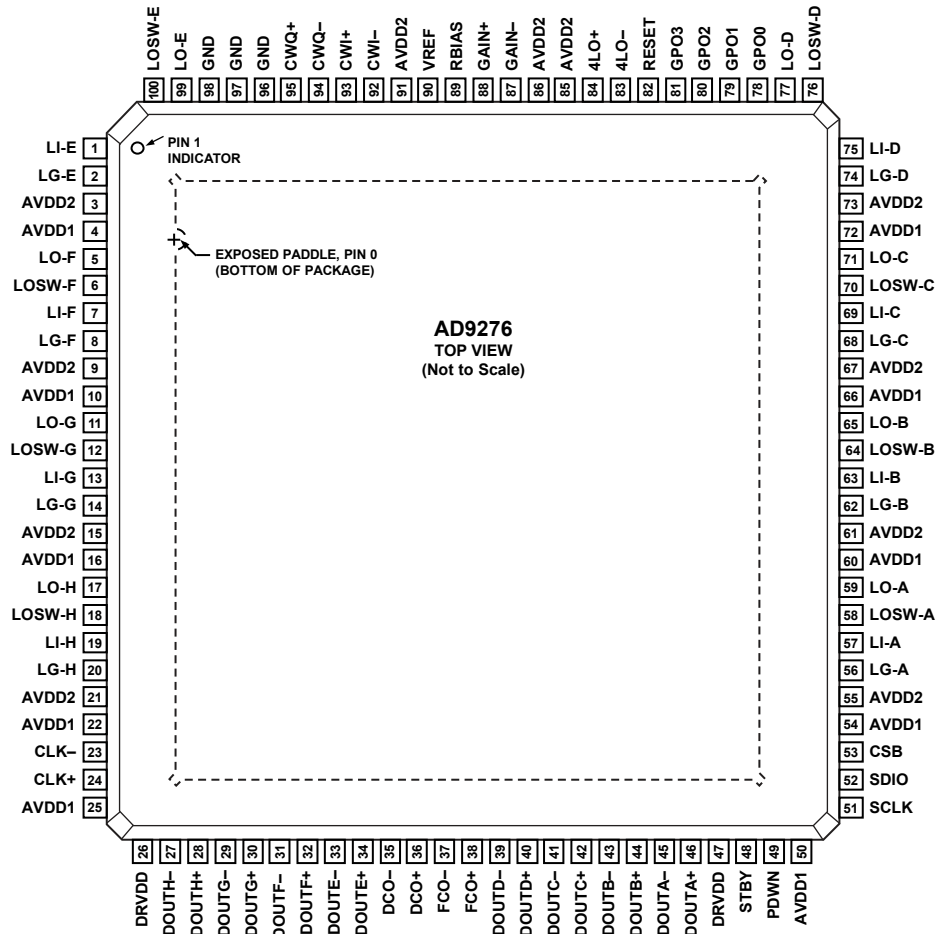 LOSW-E
LO-E
GND
GND
GND
CWQ+
CWQ–
CWI+
CWI–
AVDD2
VREF
RBIAS
GAIN+
GAIN–
AVDD2
AVDD2
4LO+
4LO–
RESET
GPO3
GPO2
GPO1
GPO0
LO-D
LOSW-D
100
99
98
97
96
95
94
93
92
91
90
89
88
87
86
85
84
83
82
81
80
79
78
77
76
LI-E 1
LG-E 2
AVDD2 3
AVDD1 4
LO-F 5
LOSW-F 6
LI-F 7
LG-F 8
AVDD2 9
AVDD1 10
LO-G 11
LOSW-G 12
LI-G 13
LG-G 14
AVDD2 15
AVDD1 16
LO-H 17
LOSW-H 18
LI-H 19
LG-H 20
AVDD2 21
AVDD1 22
CLK– 23
CLK+ 24
AVDD1 25
PIN 1
INDICATOR
EXPOSED PADDLE, PIN 0
(BOTTOM OF PACKAGE)
AD9276
TOP VIEW
(Not to Scale)
75 LI-D
74 LG-D
73 AVDD2
72 AVDD1
71 LO-C
70 LOSW-C
69 LI-C
68 LG-C
67 AVDD2
66 AVDD1
65 LO-B
64 LOSW-B
63 LI-B
62 LG-B
61 AVDD2
60 AVDD1
59 LO-A
58 LOSW-A
57 LI-A
56 LG-A
55 AVDD2
54 AVDD1
53 CSB
52 SDIO
51 SCLK
26
27
28
29
30
31
32
33
34
35
36
37
38
39
40
41
42
43
44
45
46
47
48
49
50
DRVDD
DOUTH–
DOUTH+
DOUTG–
DOUTG+
DOUTF–
DOUTF+
DOUTE–
DOUTE+
DCO–
DCO+
FCO–
FCO+
DOUTD–
DOUTD+
DOUTC–
DOUTC+
DOUTB–
DOUTB+
DOUTA–
DOUTA+
DRVDD
STBY
PDWN
AVDD1